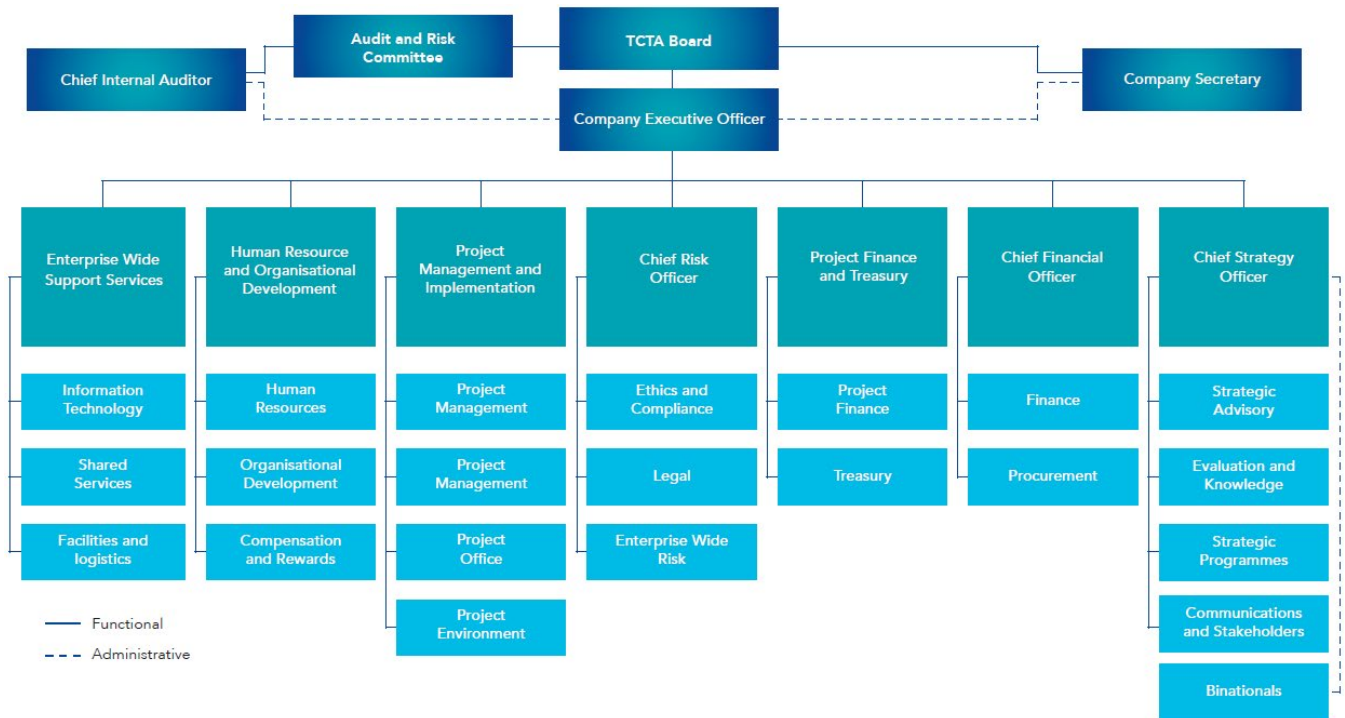 Audit and Risk
Committee
TCTA Board
Chief Internal Auditor
Company Secretary
Company Executive Officer
Enterprise Wide
Support Services
Human Resource
and Organisational
Development
Project
Management and
Implementation
Chief Risk
Officer
Project Finance
and Treasury
Chief Financial
Officer
Chief Strategy
Officer
Information
Technology
Human
Resources
Project
Management
Ethics and
Compliance
Project
Finance
Finance
Strategic
Advisory
Shared
Services
Organisational
Development
Project
Management
Legal
Treasury
Procurement
Evaluation and
Knowledge
Facilities and
logistics
Compensation
and Rewards
Project
Office
Enterprise Wide
Risk
Strategic
Programmes
Project
Environment
Communications
and Stakeholders
Binationals
Functional
Administrative